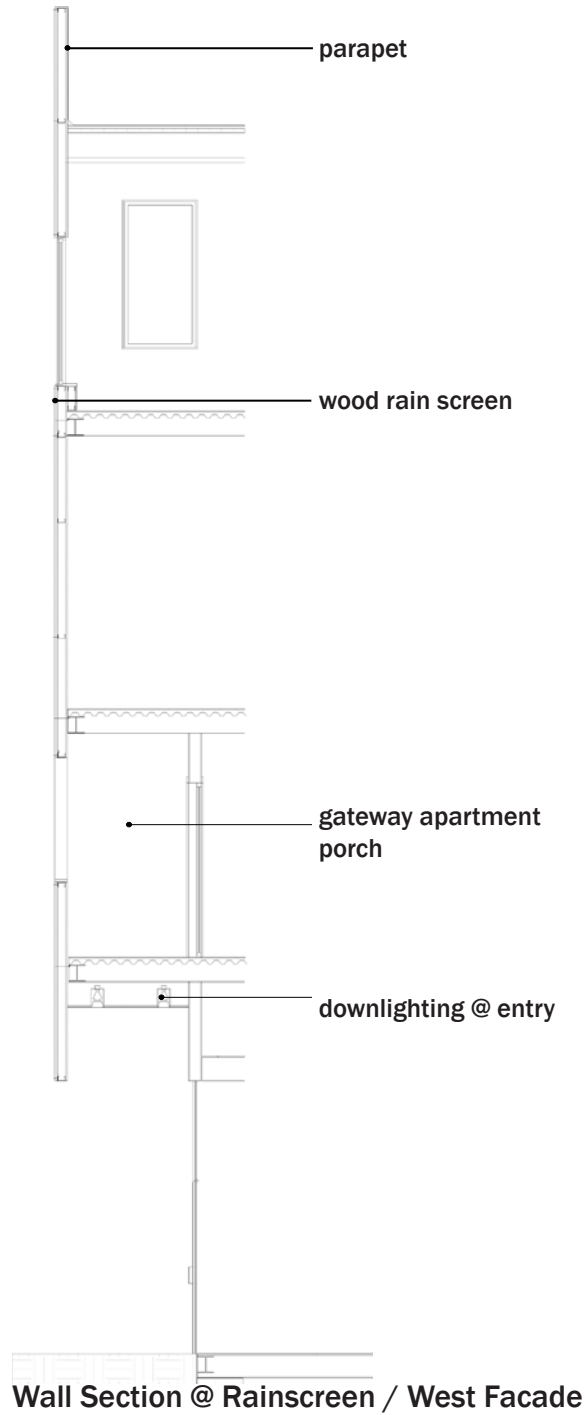 parapet
wood rain screen
gateway apartment
porch
downlighting @ entry
Wall Section @ Rainscreen / West Facade